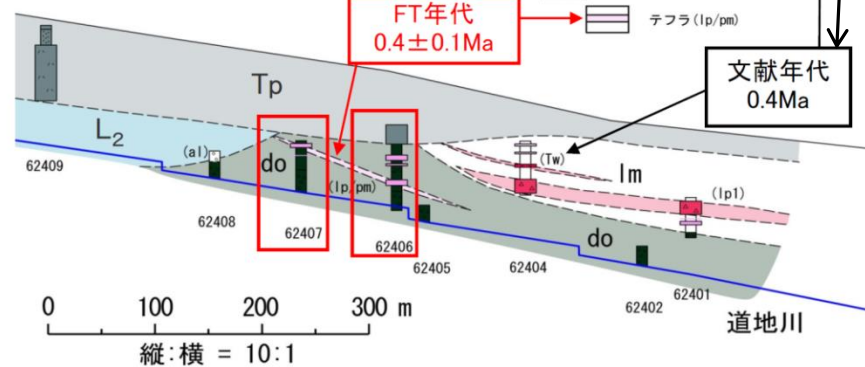 FT年代
0.4±0.1Ma
テフラ(lp/pm)
文献年代
0.4Ma
Tp
L₂
(al)
do
(lp/pm)
(Tw)
lm
(lp1)
do
62409
62408
62407
62406
62405
62404
62402
62401
0 100 200 300 m
縦:横 = 10:1
道地川